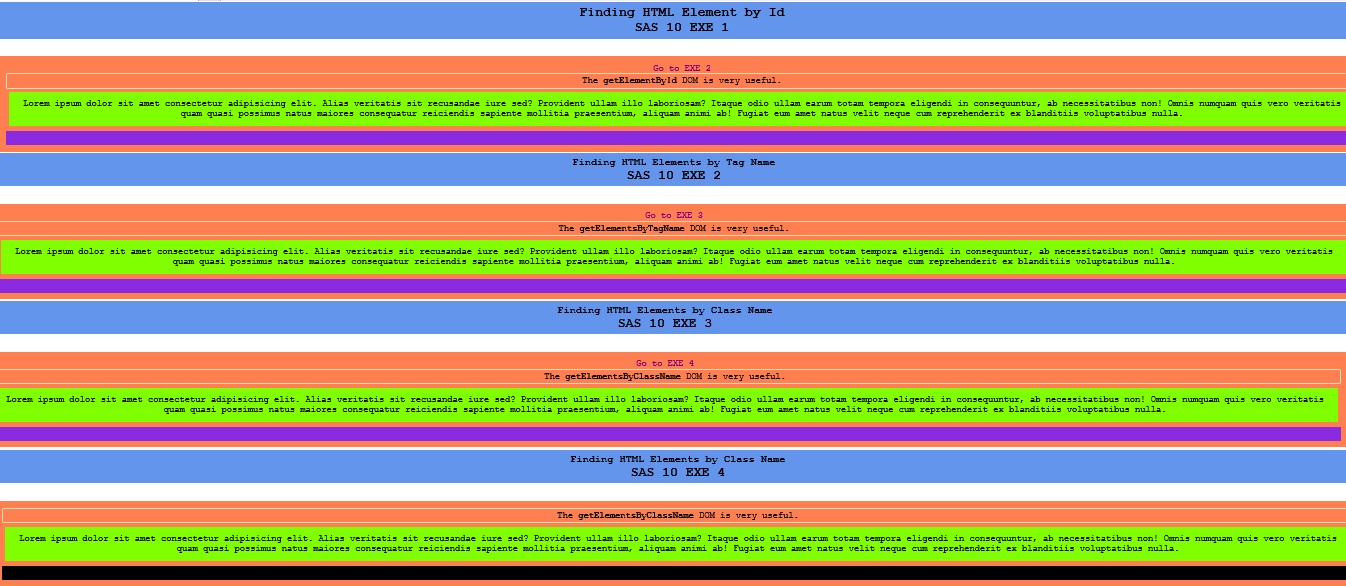 Finding HTML Element by Id
SAS 10 EXE 1
Go to EXE 2
The getElementById DOM is very useful.
Lorem ipsum dolor sit amet consectetur adipisicing elit. Alias veritatis sit recusandae iure sed? Provident ullam illo laboriosam? Itaque odio ullam earum totam tempora eligendi in consequuntur, ab necessitatibus non! Omnis numquam quis vero veritatis
quam quasi possimus natus maiores consequatur reiciendis sapiente mollitia praesentium, aliquam animi ab! Fugiat eum amet natus velit neque cum reprehenderit ex blanditiis voluptatibus nulla.
Finding HTML Elements by Tag Name
SAS 10 EXE 2
Go to EXE 3
The getElementsByTagName DOM is very useful.
Lorem ipsum dolor sit amet consectetur adipisicing elit. Alias veritatis sit recusandae iure sed? Provident ullam illo laboriosam? Itaque odio ullam earum totam tempora eligendi in consequuntur, ab necessitatibus non! Omnis numquam quis vero veritatis
quam quasi possimus natus maiores consequatur reiciendis sapiente mollitia praesentium, aliquam animi ab! Fugiat eum amet natus velit neque cum reprehenderit ex blanditiis voluptatibus nulla.
Finding HTML Elements by Class Name
SAS 10 EXE 3
Go to EXE 4
The getElementsByClassName DOM is very useful.
Lorem ipsum dolor sit amet consectetur adipisicing elit. Alias veritatis sit recusandae iure sed? Provident ullam illo laboriosam? Itaque odio ullam earum totam tempora eligendi in consequuntur, ab necessitatibus non! Omnis numquam quis vero veritatis
quam quasi possimus natus maiores consequatur reiciendis sapiente mollitia praesentium, aliquam animi ab! Fugiat eum amet natus velit neque cum reprehenderit ex blanditiis voluptatibus nulla.
Finding HTML Elements by Class Name
SAS 10 EXE 4
The getElementsByClassName DOM is very useful.
Lorem ipsum dolor sit amet consectetur adipisicing elit. Alias veritatis sit recusandae iure sed? Provident ullam illo laboriosam? Itaque odio ullam earum totam tempora eligendi in consequuntur, ab necessitatibus non! Omnis numquam quis vero veritatis
quam quasi possimus natus maiores consequatur reiciendis sapiente mollitia praesentium, aliquam animi ab! Fugiat eum amet natus velit neque cum reprehenderit ex blanditiis voluptatibus nulla.